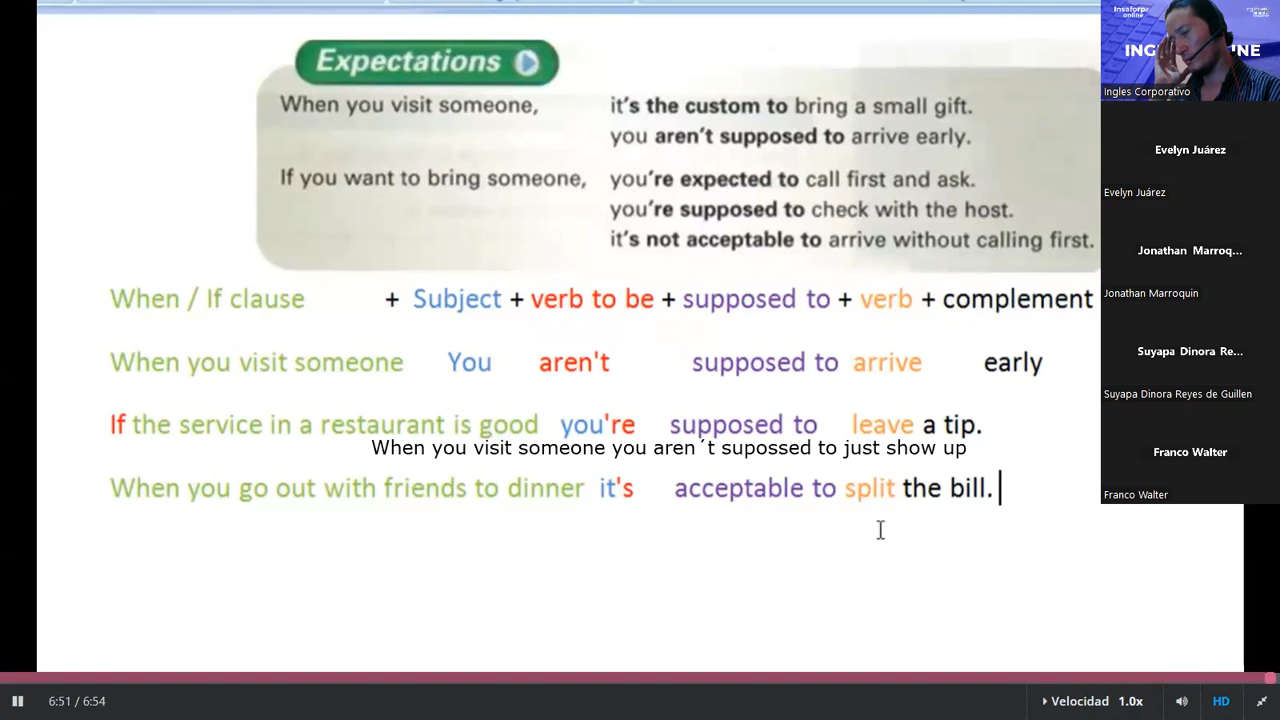 Expectations
When you visit someone, it's the custom to bring a small gift.
you aren't supposed to arrive early.
If you want to bring someone, you're expected to call first and ask.
you're supposed to check with the host.
it's not acceptable to arrive without calling first.
When / If clause + Subject + verb to be + supposed to + verb + complement
When you visit someone You aren't supposed to arrive early
If the service in a restaurant is good you're supposed to leave a tip.
When you visit someone you aren´t supossed to just show up
When you go out with friends to dinner it's acceptable to split the bill.
Insaforp
online
INGL
INE
Ingles Corporativo
Evelyn Juárez
Evelyn Juárez
Jonathan Marroq...
Jonathan Marroquin
Suyapa Dinora Re...
Suyapa Dinora Reyes de Guillen
Franco Walter
Franco Walter
6:51 / 6:54
Velocidad 1.0x
HD